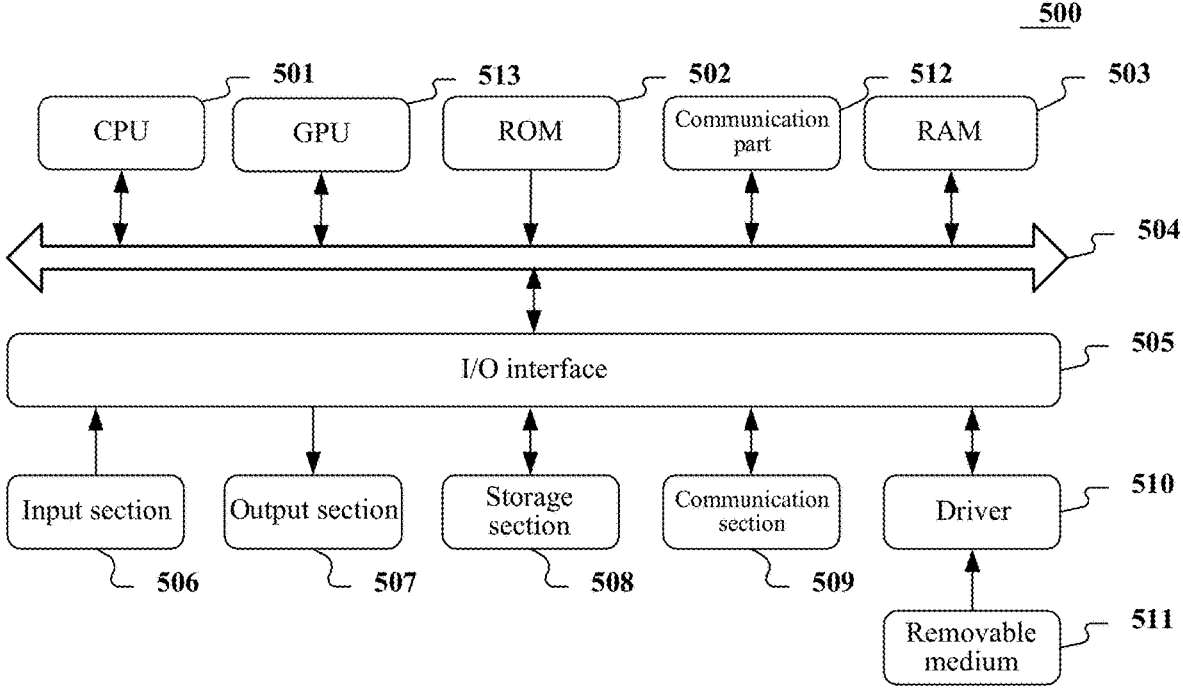 500
501
513
502
512
503
CPU
GPU
ROM
Communication
part
RAM
504
505
I/O interface
Input section
Output section
Storage
section
Communication
section
Driver
510
506
507
508
509
Removable
medium
511